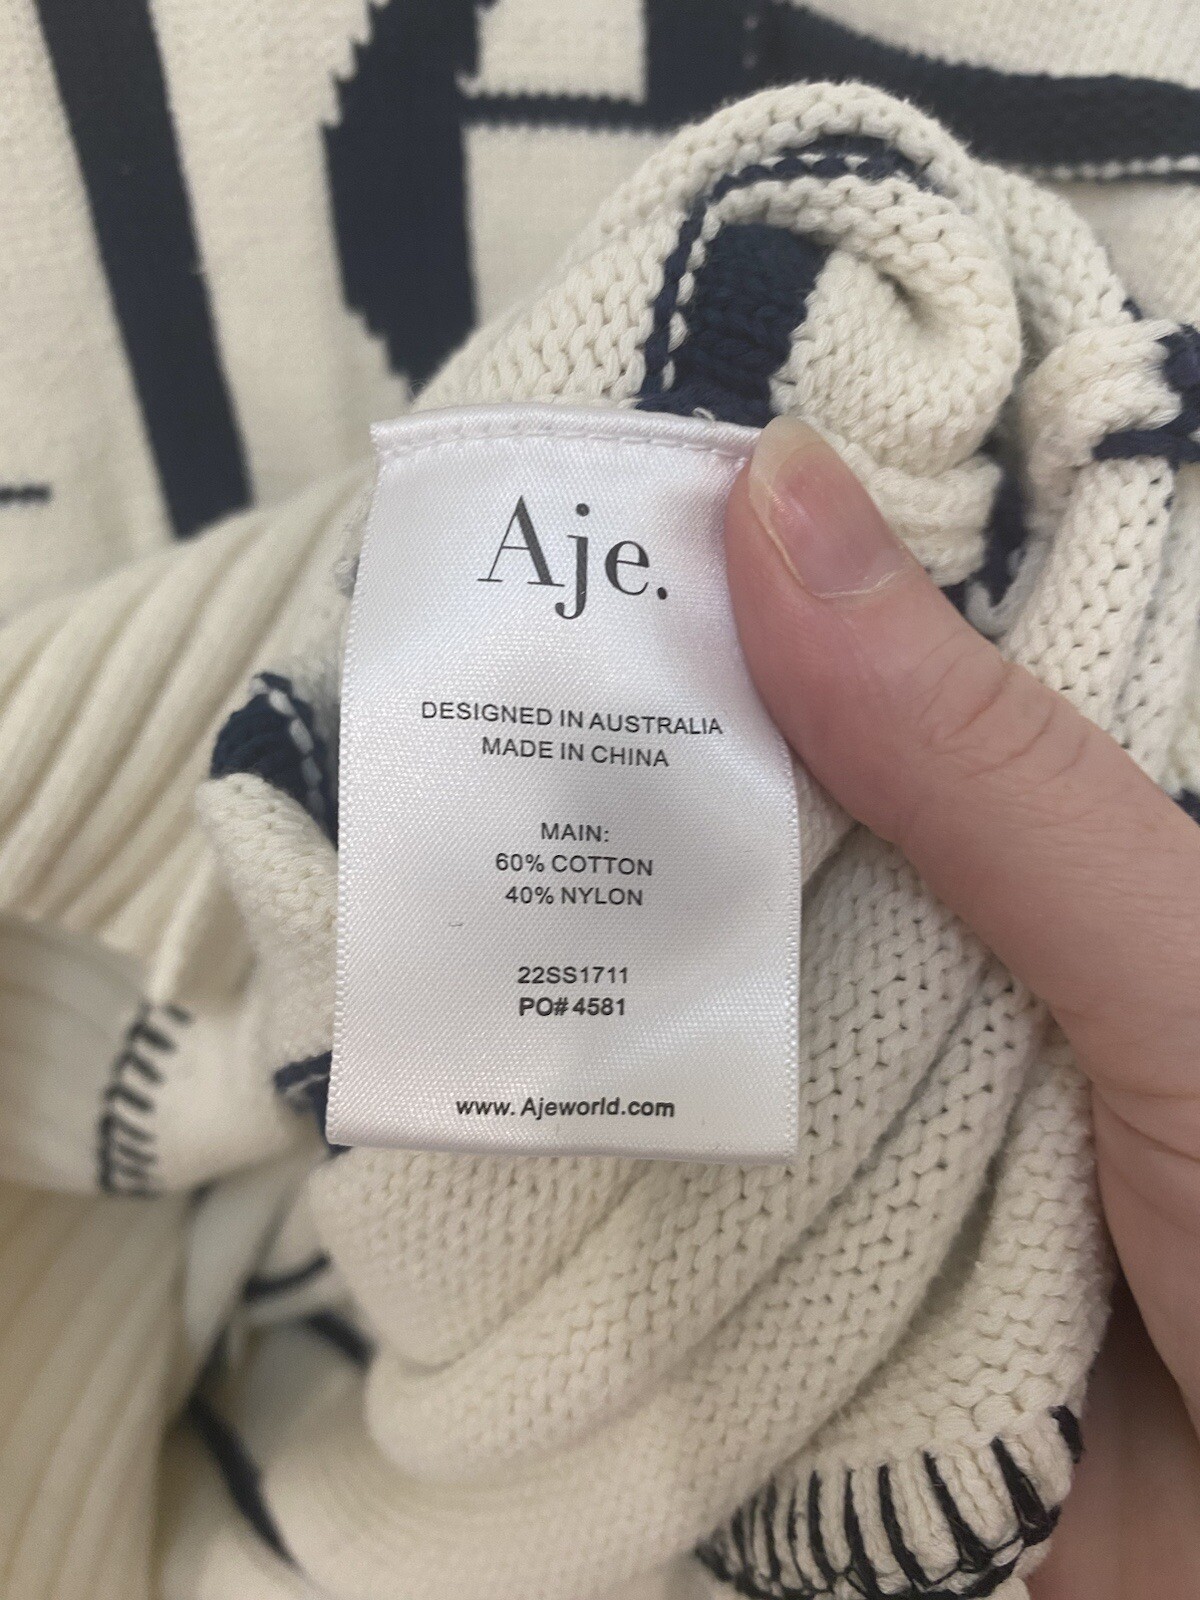 Aje.
DESIGNED IN AUSTRALIA
MADE IN CHINA
MAIN:
60% COTTON
40% NYLON
22SS1711
PO# 4581
www. Ajeworld.com